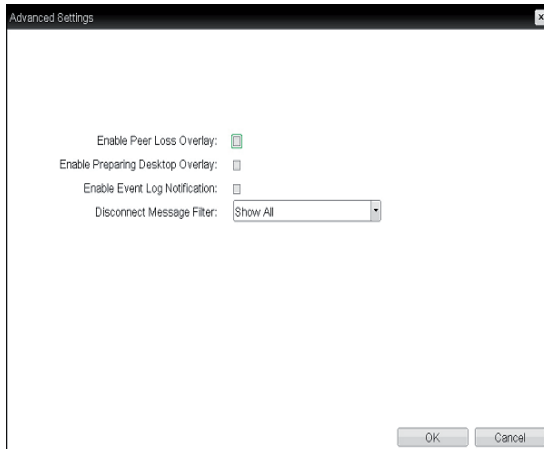 Advanced Settings
Enable Peer Loss Overlay:
Enable Preparing Desktop Overlay:
Enable Event Log Notification:
Disconnect Message Filter: Show All
OK Cancel